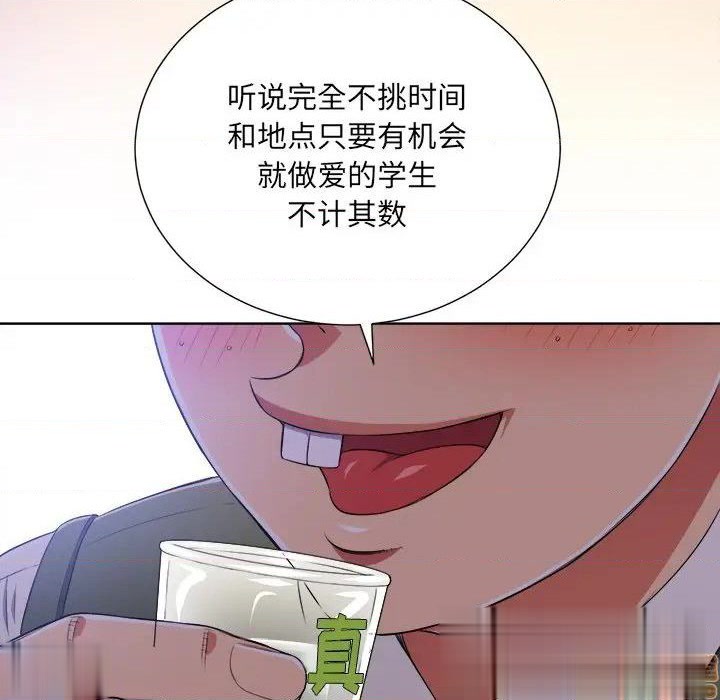 听说完全不挑时间
和地点只要有机会
就做爱的学生
不计其数
真